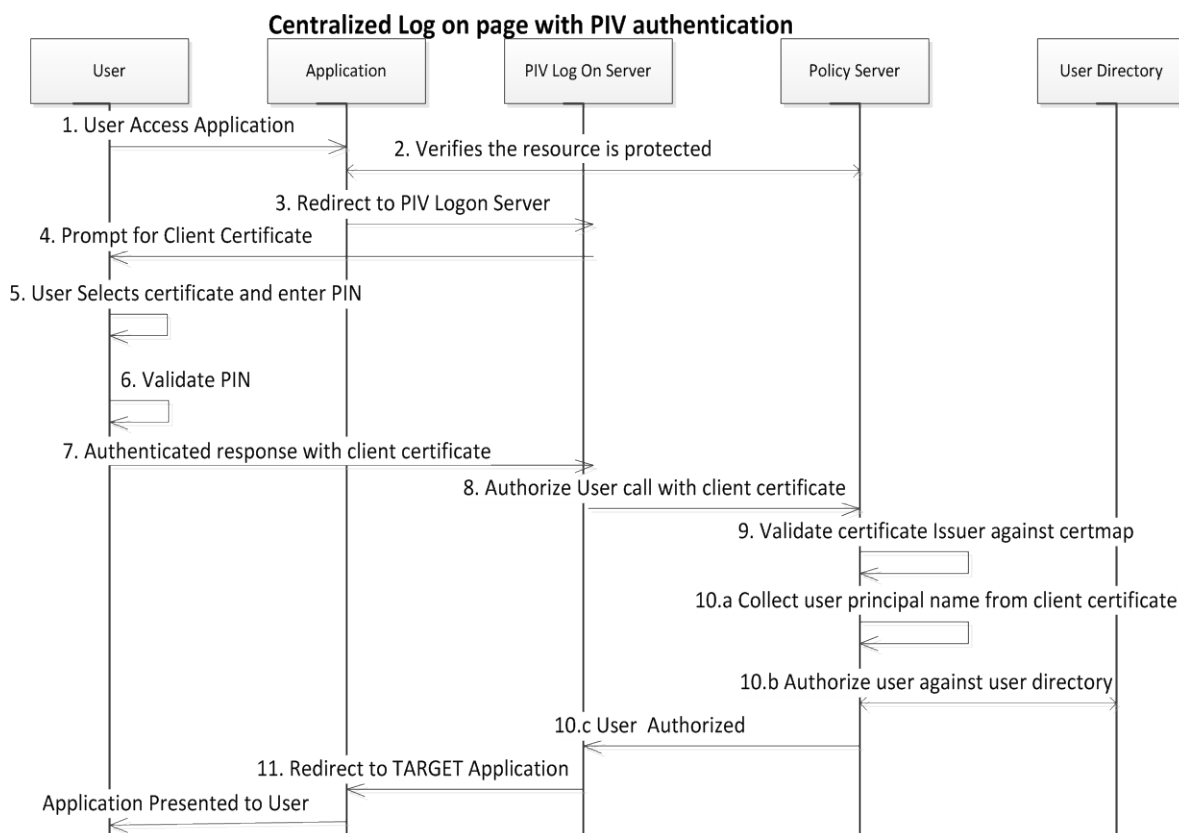 Centralized Log on page with PIV authentication
User
Application
PIV Log On Server
Policy Server
User Directory
1. User Access Application
2. Verifies the resource is protected
3. Redirect to PIV Logon Server
4. Prompt for Client Certificate
5. User Selects certificate and enter PIN
6. Validate PIN
7. Authenticated response with client certificate
8. Authorize User call with client certificate
9. Validate certificate Issuer against certmap
10.a Collect user principal name from client certificate
10.b Authorize user against user directory
10.c User Authorized
11. Redirect to TARGET Application
Application Presented to User